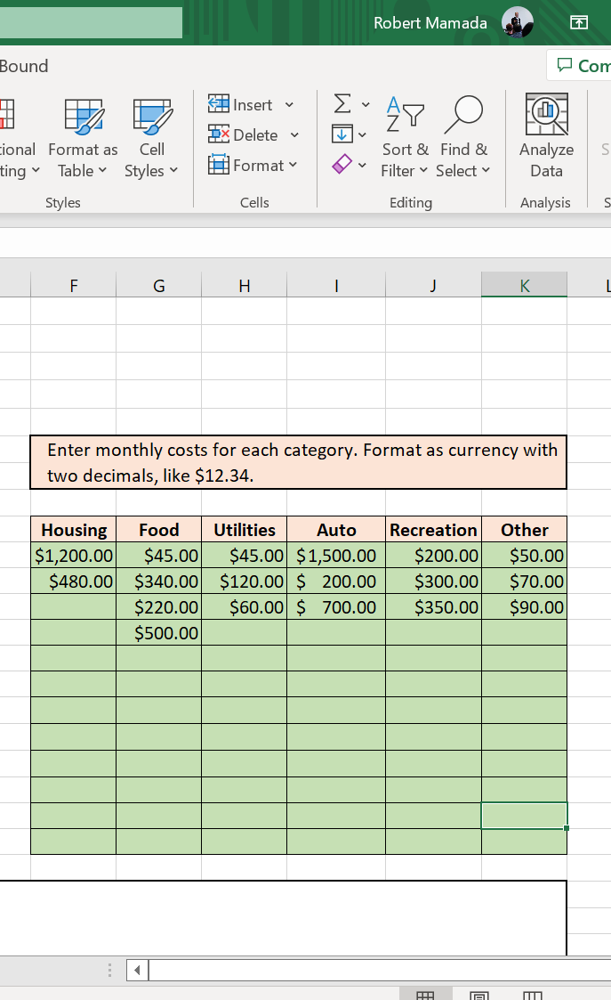 Robert Mamada
Bound
Com
Insert
Delete
Format
ional
ting
Format as
Table
Cell
Styles
Sort &
Filter
Find &
Select
Analyze
Data
S
Styles
Cells
Editing
Analysis
S
F G H I J K L
Enter monthly costs for each category. Format as currency with
two decimals, like $12.34.
Housing Food Utilities Auto Recreation Other
$1,200.00 $45.00 $45.00 $1,500.00 $200.00 $50.00
$480.00 $340.00 $120.00 $ 200.00 $300.00 $70.00
$220.00 $60.00 $ 700.00 $350.00 $90.00
$500.00